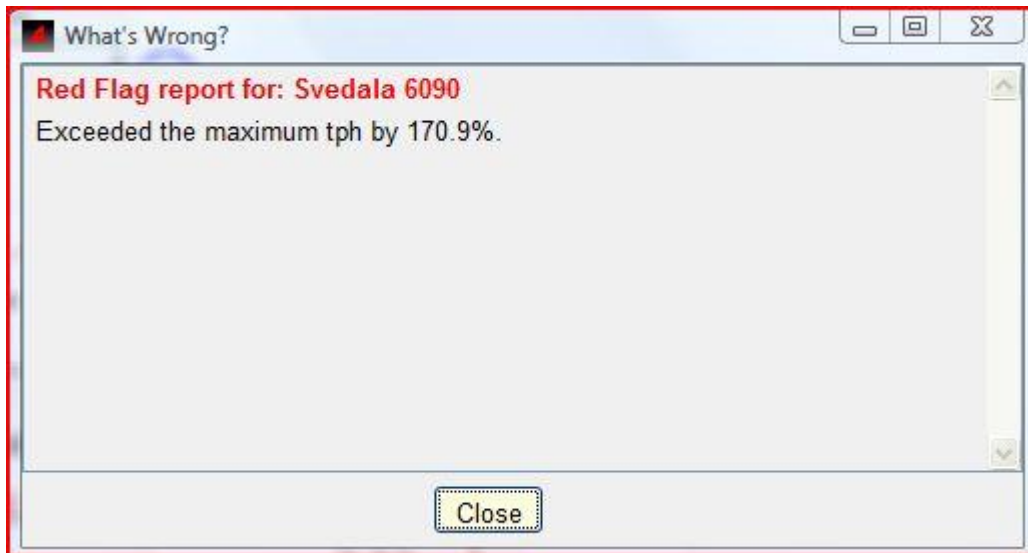 What's Wrong?
Red Flag report for: Svedala 6090
Exceeded the maximum tph by 170.9%.
Close